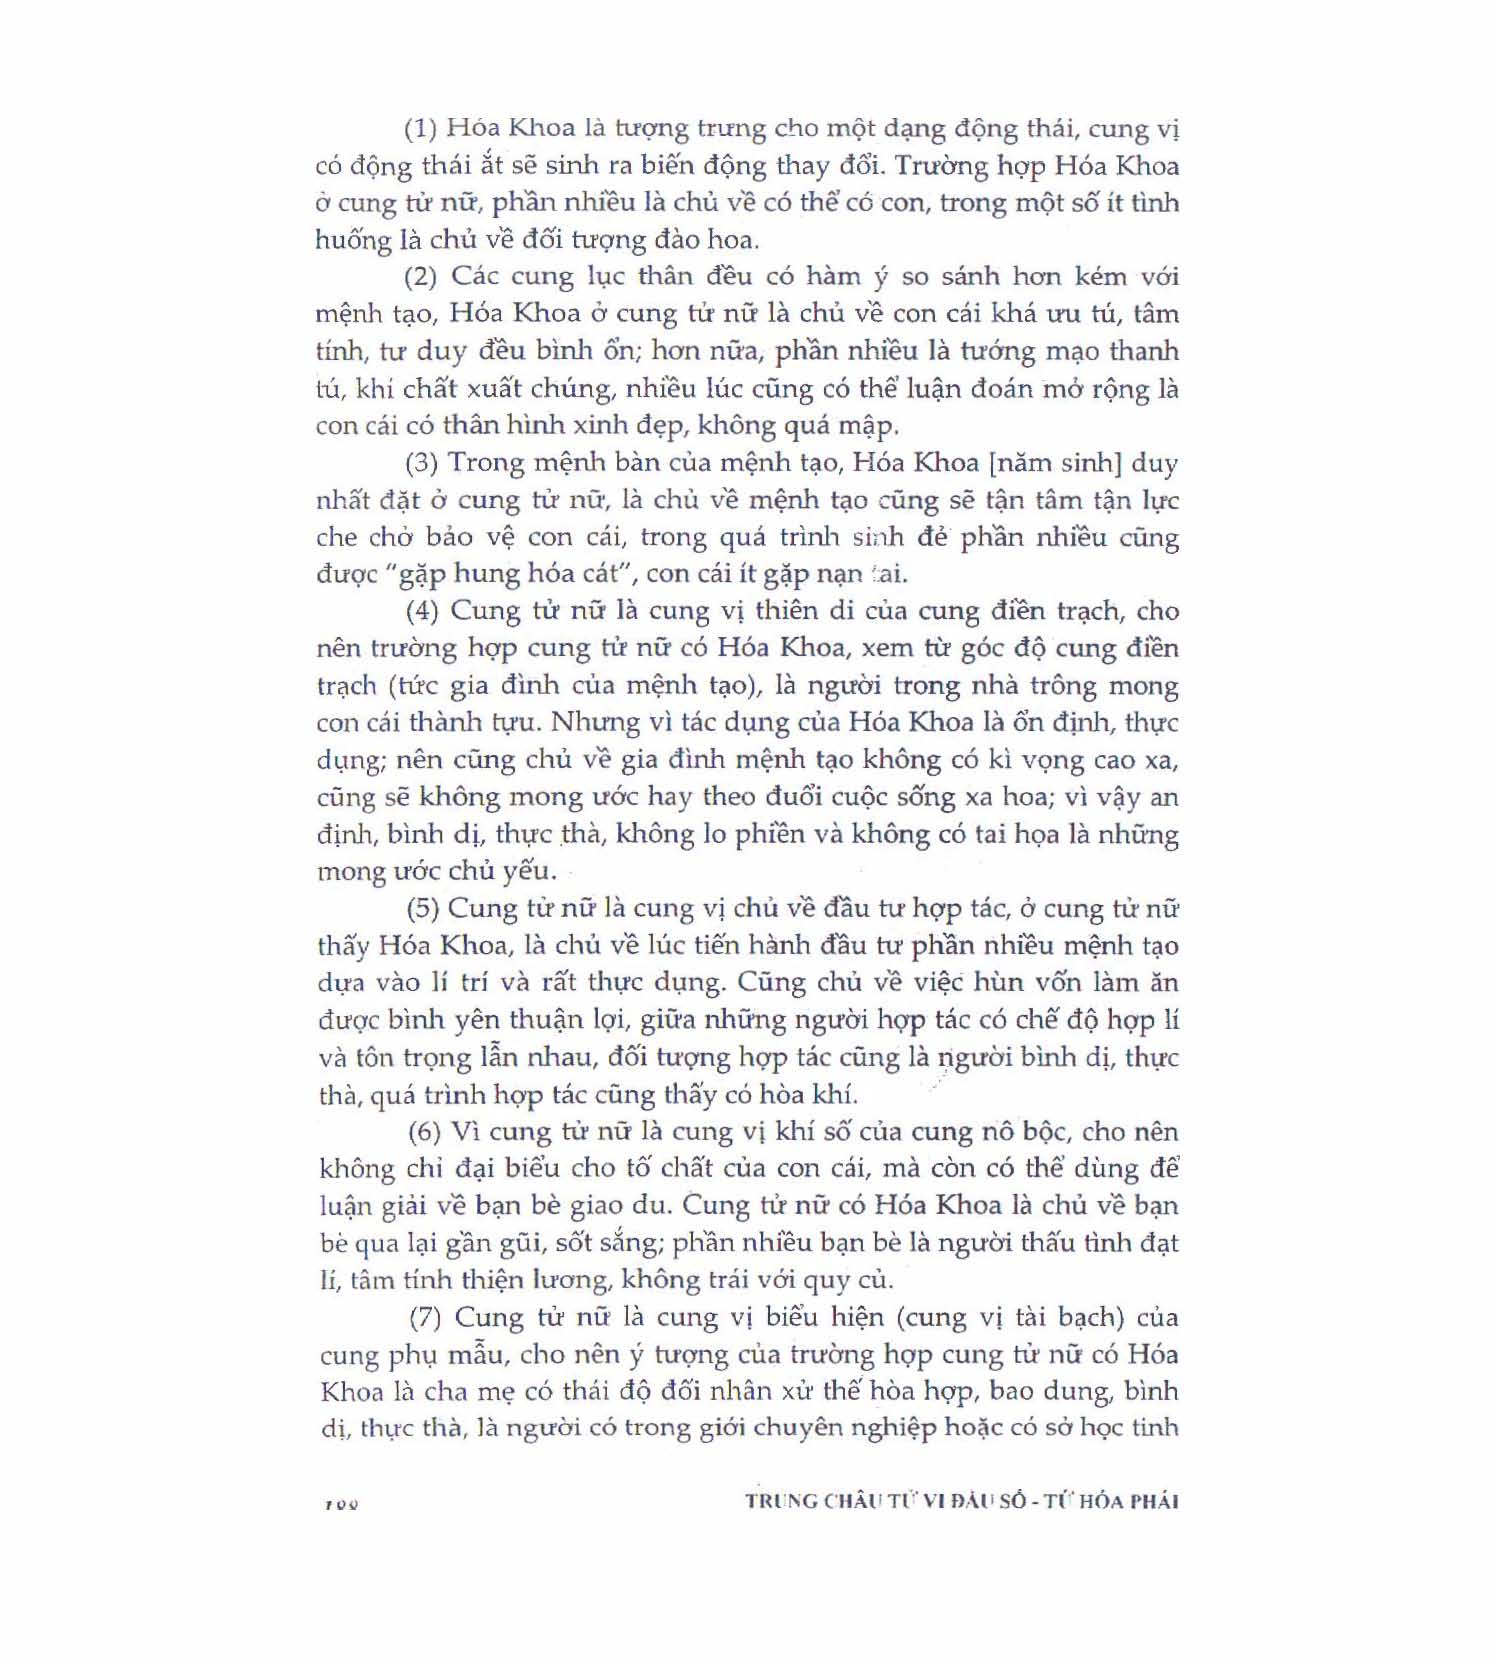 (1) Hóa Khoa là tượng trưng cho một dạng động thái, cung vị
có động thái ắt sẽ sinh ra biến động thay đổi. Trường hợp Hóa Khoa
ở cung tử nữ, phần nhiều là chủ về có thể có con, trong một số ít tình
huống là chủ về đối tượng đào hoa.
(2) Các cung lục thân đều có hàm ý so sánh hơn kém với
mệnh tạo, Hóa Khoa ở cung tử nữ là chủ về con cái khá ưu tú, tâm
tính, tư duy đều bình ổn; hơn nữa, phần nhiều là tướng mạo thanh
tú, khí chất xuất chúng, nhiều lúc cũng có thể luận đoán mở rộng là
con cái có thân hình xinh đẹp, không quá mập.
(3) Trong mệnh bàn của mệnh tạo, Hóa Khoa [năm sinh] duy
nhất đặt ở cung tử nữ, là chủ về mệnh tạo cũng sẽ tận tâm tận lực
che chở bảo vệ con cái, trong quá trình sinh đẻ phần nhiều cũng
được "gặp hung hóa cát", con cái ít gặp nạn tai.
(4) Cung tử nữ là cung vị thiên di của cung điền trạch, cho
nên trường hợp cung tử nữ có Hóa Khoa, xem từ góc độ cung điền
trạch (tức gia đình của mệnh tạo), là người trong nhà trông mong
con cái thành tựu. Nhưng vì tác dụng của Hóa Khoa là ổn định, thực
dụng; nên cũng chủ về gia đình mệnh tạo không có kì vọng cao xa,
cũng sẽ không mong ước hay theo đuổi cuộc sống xa hoa; vì vậy an
định, bình dị, thực thà, không lo phiền và không có tai họa là những
mong ước chủ yếu.
(5) Cung tử nữ là cung vị chủ về đầu tư hợp tác, ở cung tử nữ
thấy Hóa Khoa, là chủ về lúc tiến hành đầu tư phần nhiều mệnh tạo
dựa vào lí trí và rất thực dụng. Cũng chủ về việc hùn vốn làm ăn
được bình yên thuận lợi, giữa những người hợp tác có chế độ hợp lí
và tôn trọng lẫn nhau, đối tượng hợp tác cũng là người bình dị, thực
thà, quá trình hợp tác cũng thấy có hòa khí.
(6) Vì cung tử nữ là cung vị khí số của cung nô bộc, cho nên
không chỉ đại biểu cho tố chất của con cái, mà còn có thể dùng để
luận giải về bạn bè giao du. Cung tử nữ có Hóa Khoa là chủ về bạn
bè qua lại gần gũi, sốt sắng; phần nhiều bạn bè là người thấu tình đạt
lí, tâm tính thiện lương, không trái với quy củ.
(7) Cung tử nữ là cung vị biểu hiện (cung vị tài bạch) của
cung phụ mẫu, cho nên ý tượng của trường hợp cung tử nữ có Hóa
Khoa là cha mẹ có thái độ đối nhân xử thế hòa hợp, bao dung, bình
dị, thực thà, là người có trong giới chuyên nghiệp hoặc có sở học tinh
TRUNG CHÂU TỬ VI ĐẨU SỐ - TỨ HÓA PHÁI